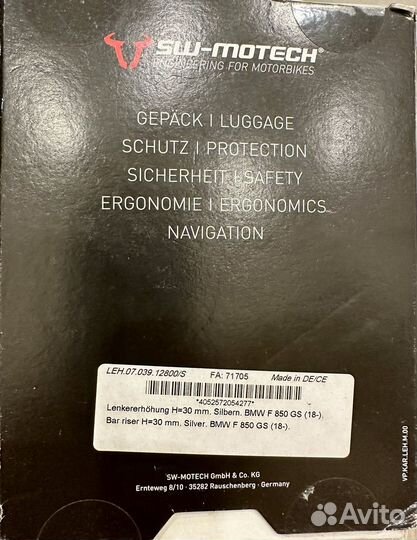 SW-MOTECH®
ENGINEERING FOR MOTORBIKES
GEPÄCK | LUGGAGE
SCHUTZ | PROTECTION
SICHERHEIT | SAFETY
ERGONOMIE | ERGONOMICS
NAVIGATION
LEH.07.039.12800/S FA: 71705 Made in DE/CE
*4052572054277*
Lenkererhöhung H=30 mm. Silbern. BMW F 850 GS (18-).
Bar riser H=30 mm. Silver. BMW F 850 GS (18-).
SW-MOTECH GmbH & Co. KG
Ernteweg 8/10 · 35282 Rauschenberg · Germany
VP.KAR.LEH.M.00
Avito